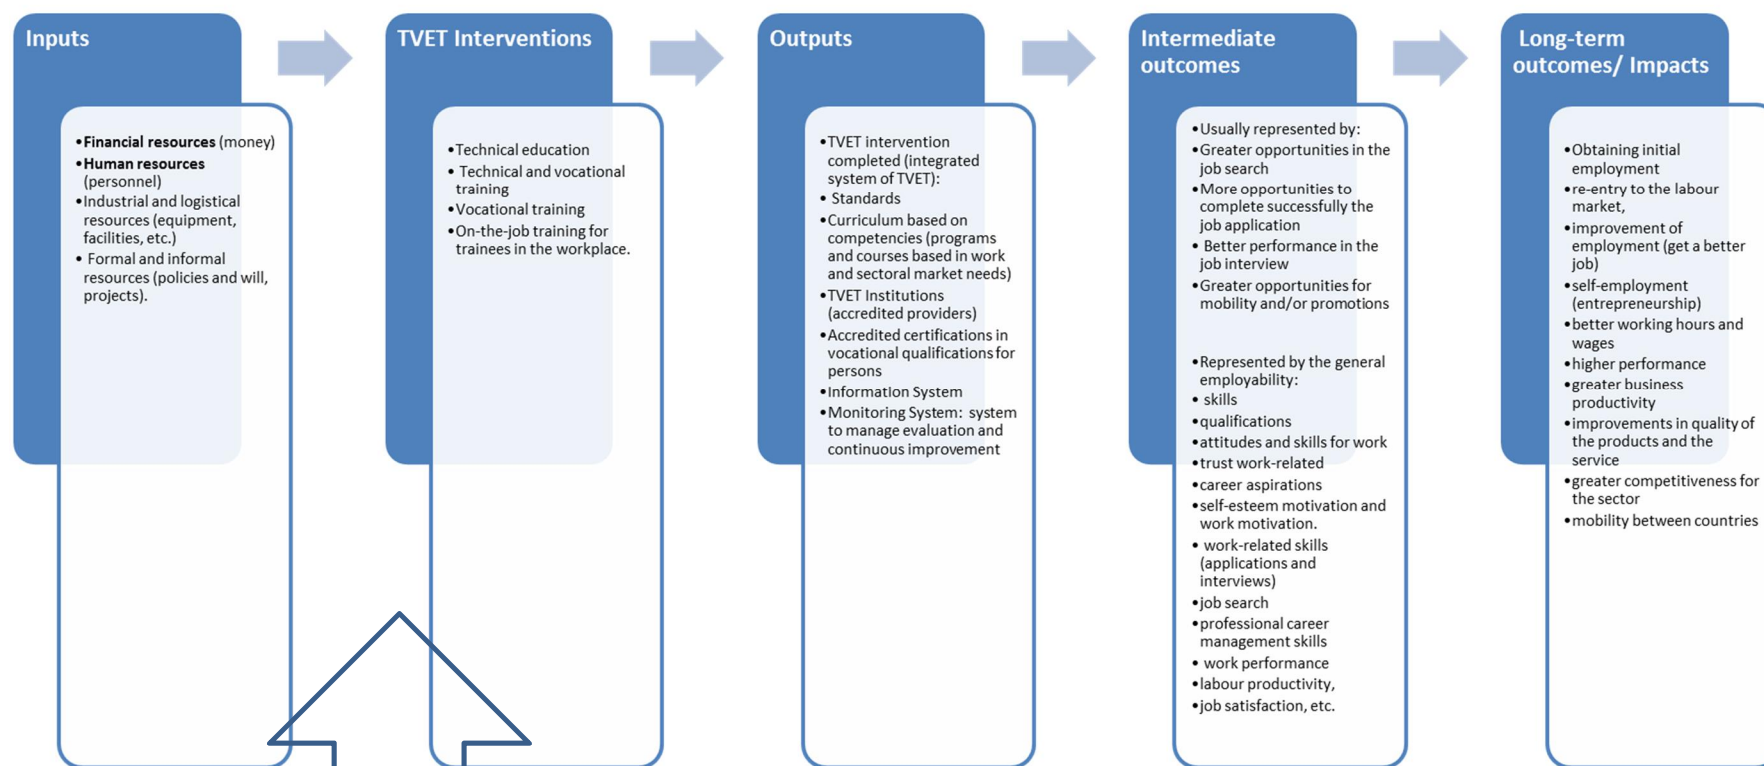 Inputs
•Financial resources (money)
•Human resources
(personnel)
•Industrial and logistical
resources (equipment,
facilities, etc.)
• Formal and informal
resources (policies and will,
projects).
TVET Interventions
•Technical education
• Technical and vocational
training
•Vocational training
•On-the-job training for
trainees in the workplace.
Outputs
•TVET intervention
completed (integrated
system of TVET):
• Standards
•Curriculum based on
competencies (programs
and courses based in work
and sectoral market needs)
•TVET Institutions
(accredited providers)
•Accredited certifications in
vocational qualifications for
persons
•Information System
•Monitoring System: system
to manage evaluation and
continuous improvement
Intermediate
outcomes
•Usually represented by:
•Greater opportunities in the
job search
•More opportunities to
complete successfully the
job application
• Better performance in the
job interview
•Greater opportunities for
mobility and/or promotions
•Represented by the general
employability:
• skills
•qualifications
•attitudes and skills for work
•trust work-related
•career aspirations
•self-esteem motivation and
work motivation.
• work-related skills
(applications and
interviews)
•job search
•professional career
management skills
• work performance
•labour productivity,
•job satisfaction, etc.
Long-term
outcomes/ Impacts
•Obtaining initial
employment
•re-entry to the labour
market,
•improvement of
employment (get a better
job)
•self-employment
(entrepreneurship)
•better working hours and
wages
•higher performance
•greater business
productivity
•improvements in quality of
the products and the
service
•greater competitiveness for
the sector
•mobility between countries